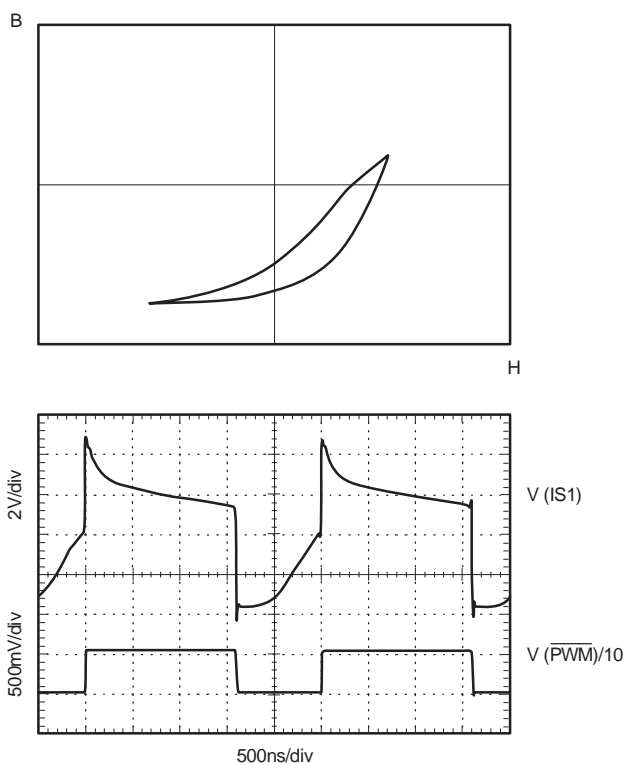 B
H
2V/div
V (IS1)
500mV/div
V (PWM)/10
500ns/div